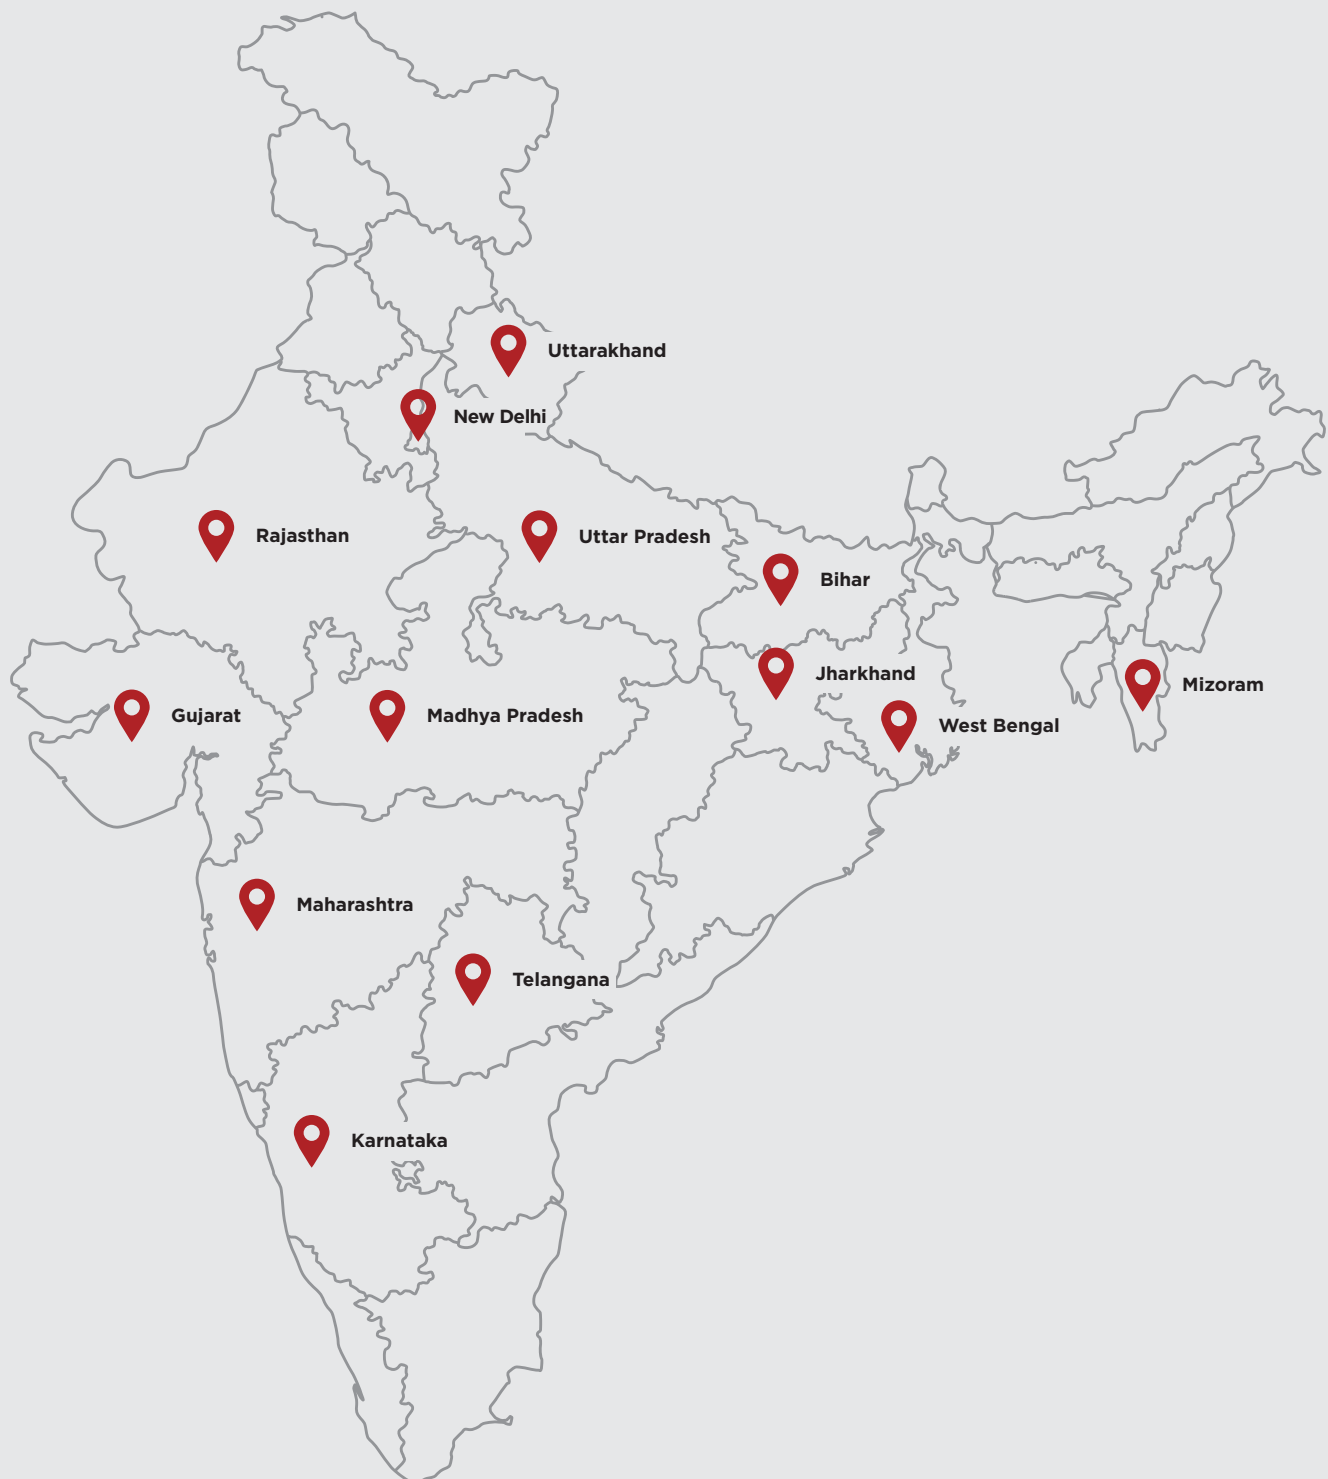 Uttarakhand
New Delhi
Rajasthan
Uttar Pradesh
Bihar
Jharkhand
Mizoram
Gujarat
Madhya Pradesh
West Bengal
Maharashtra
Telangana
Karnataka